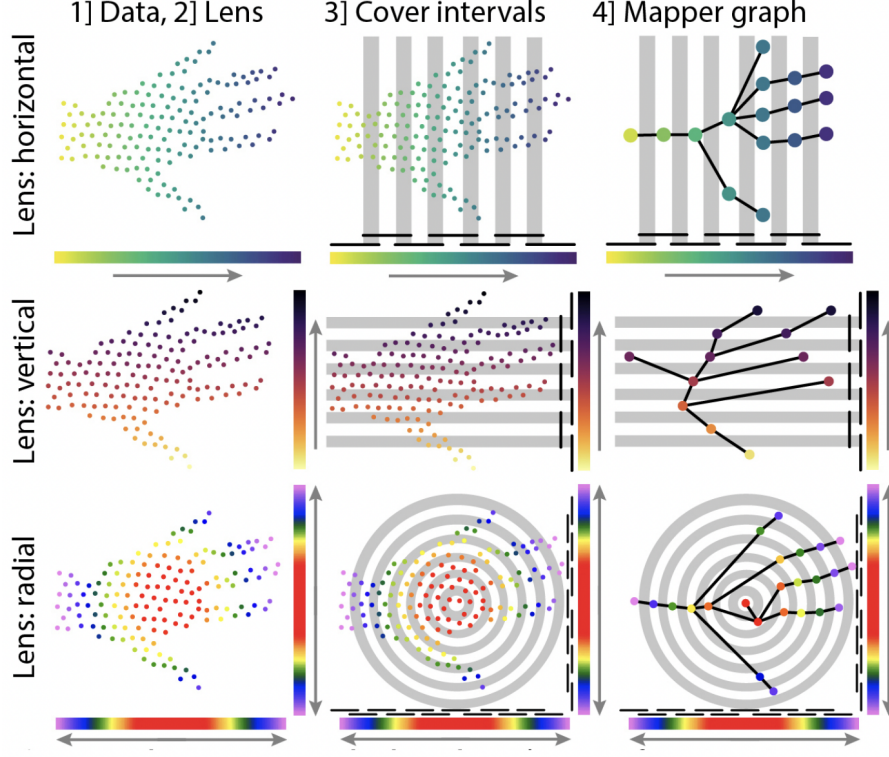 1] Data, 2] Lens
3] Cover intervals
4] Mapper graph
Lens: horizontal
Lens: vertical
Lens: radial